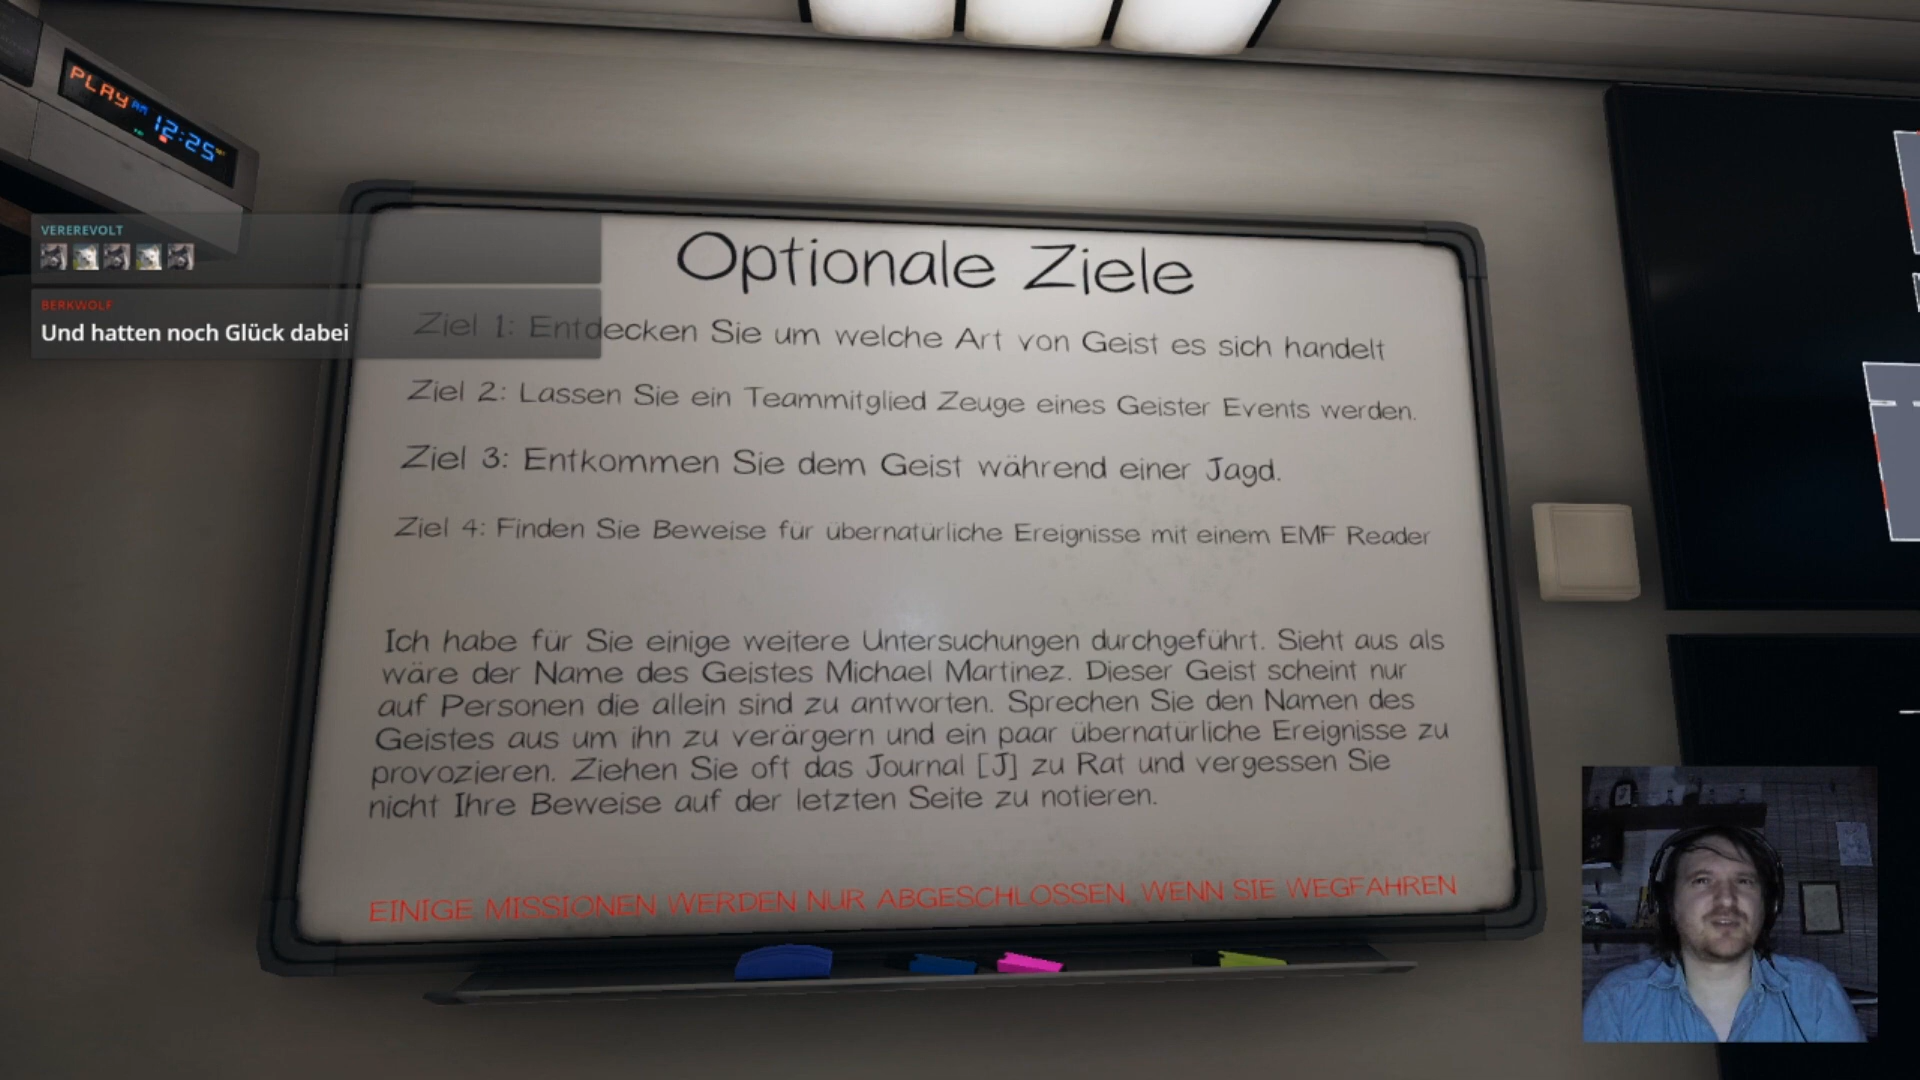 PLAY AM 12:25
VEREREVOLT
BERKWOLF
Und hatten noch Glück dabei
Optionale Ziele
Ziel 1: Entdecken Sie um welche Art von Geist es sich handelt
Ziel 2: Lassen Sie ein Teammitglied Zeuge eines Geister Events werden.
Ziel 3: Entkommen Sie dem Geist während einer Jagd.
Ziel 4: Finden Sie Beweise für übernatürliche Ereignisse mit einem EMF Reader
Ich habe für Sie einige weitere Untersuchungen durchgeführt. Sieht aus als
wäre der Name des Geistes Michael Martinez. Dieser Geist scheint nur
auf Personen die allein sind zu antworten. Sprechen Sie den Namen des
Geistes aus um ihn zu verärgern und ein paar übernatürliche Ereignisse zu
provozieren. Ziehen Sie oft das Journal [J] zu Rat und vergessen Sie
nicht Ihre Beweise auf der letzten Seite zu notieren.
EINIGE MISSIONEN WERDEN NUR ABGESCHLOSSEN, WENN SIE WEGFAHREN